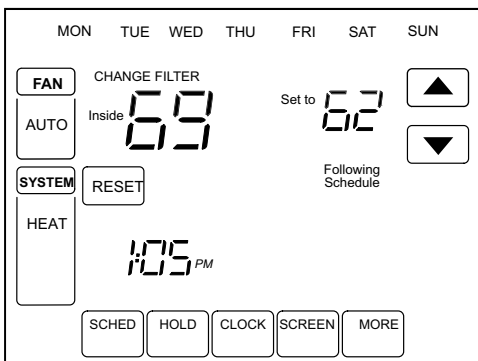 MON TUE WED THU FRI SAT SUN
FAN
AUTO
CHANGE FILTER
Inside 69
Set to 62
Following
Schedule
SYSTEM
HEAT
RESET
1:05 PM
SCHED HOLD CLOCK SCREEN MORE